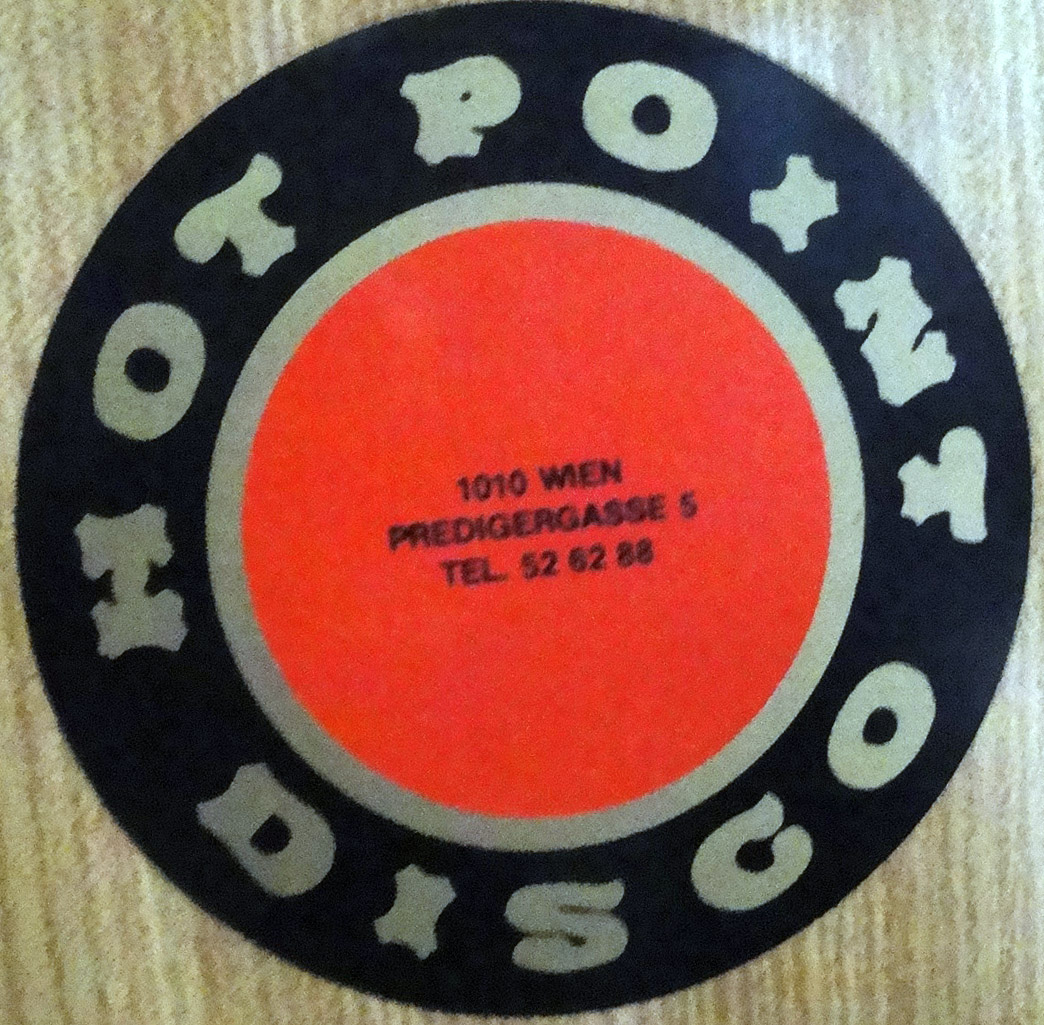 HOT POINT
DISCO
1010 WIEN
PREDIGERGASSE 5
TEL. 52 62 88